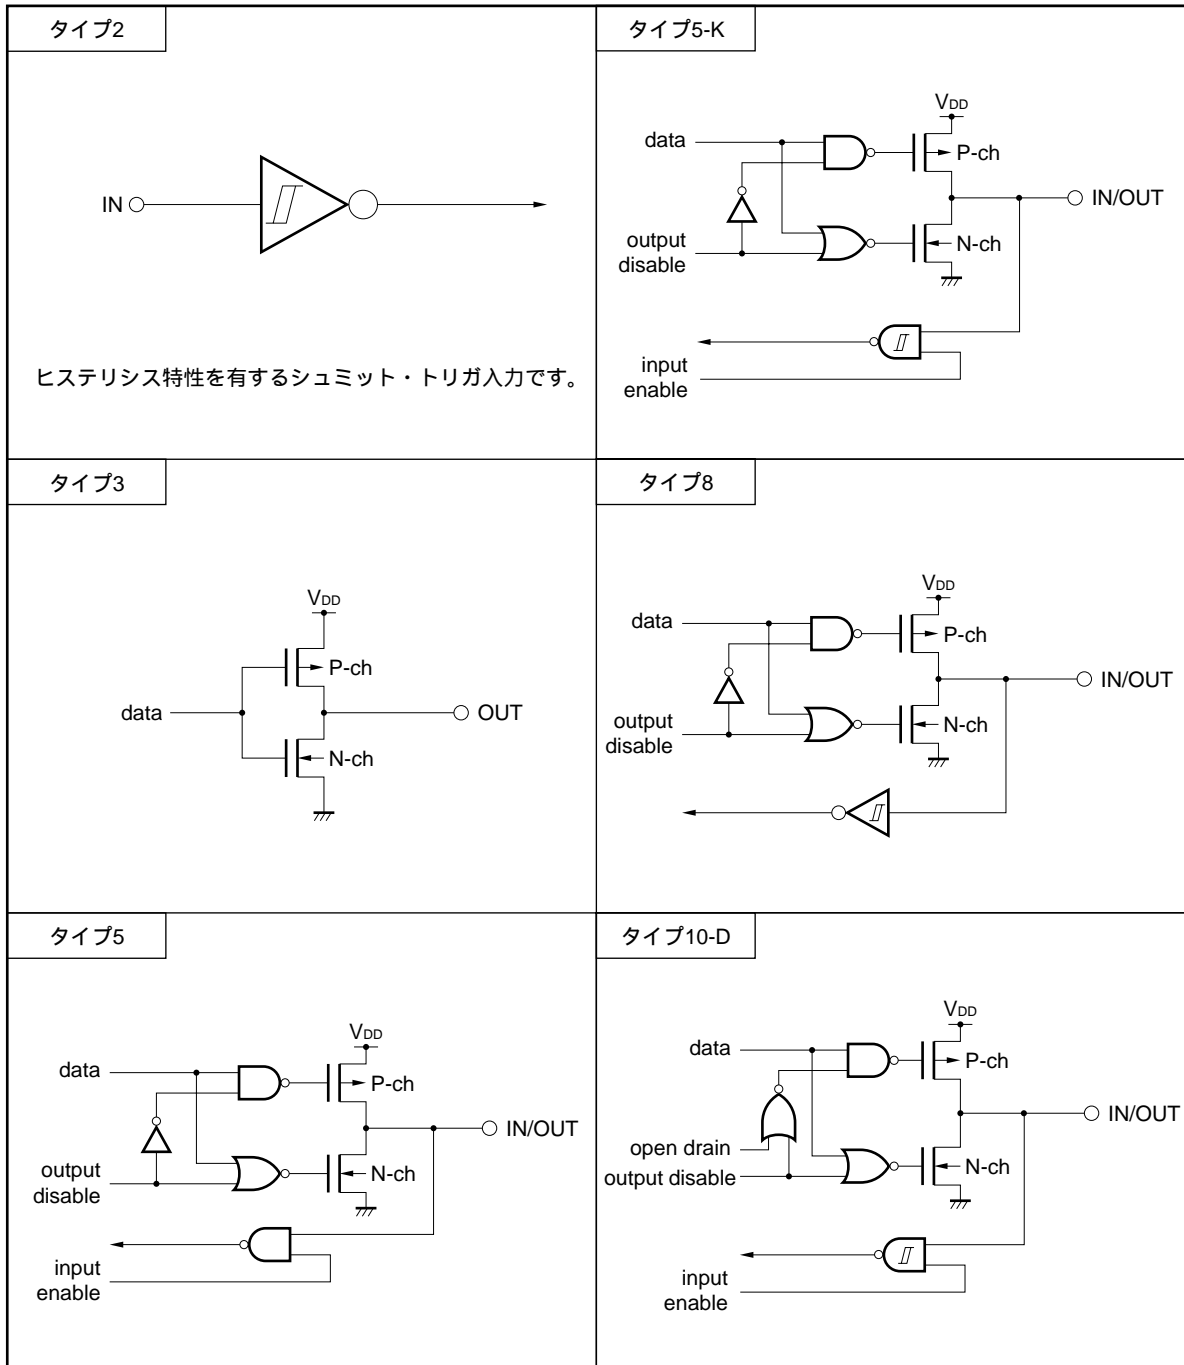 タイプ2
IN
ヒステリシス特性を有するシュミット・トリガ入力です。
タイプ5-K
VDD
data
P-ch
IN/OUT
output
disable
N-ch
input
enable
タイプ3
VDD
P-ch
data
OUT
N-ch
タイプ8
VDD
data
P-ch
IN/OUT
output
disable
N-ch
タイプ5
VDD
data
P-ch
IN/OUT
output
disable
N-ch
input
enable
タイプ10-D
VDD
data
P-ch
IN/OUT
open drain
output disable
N-ch
input
enable